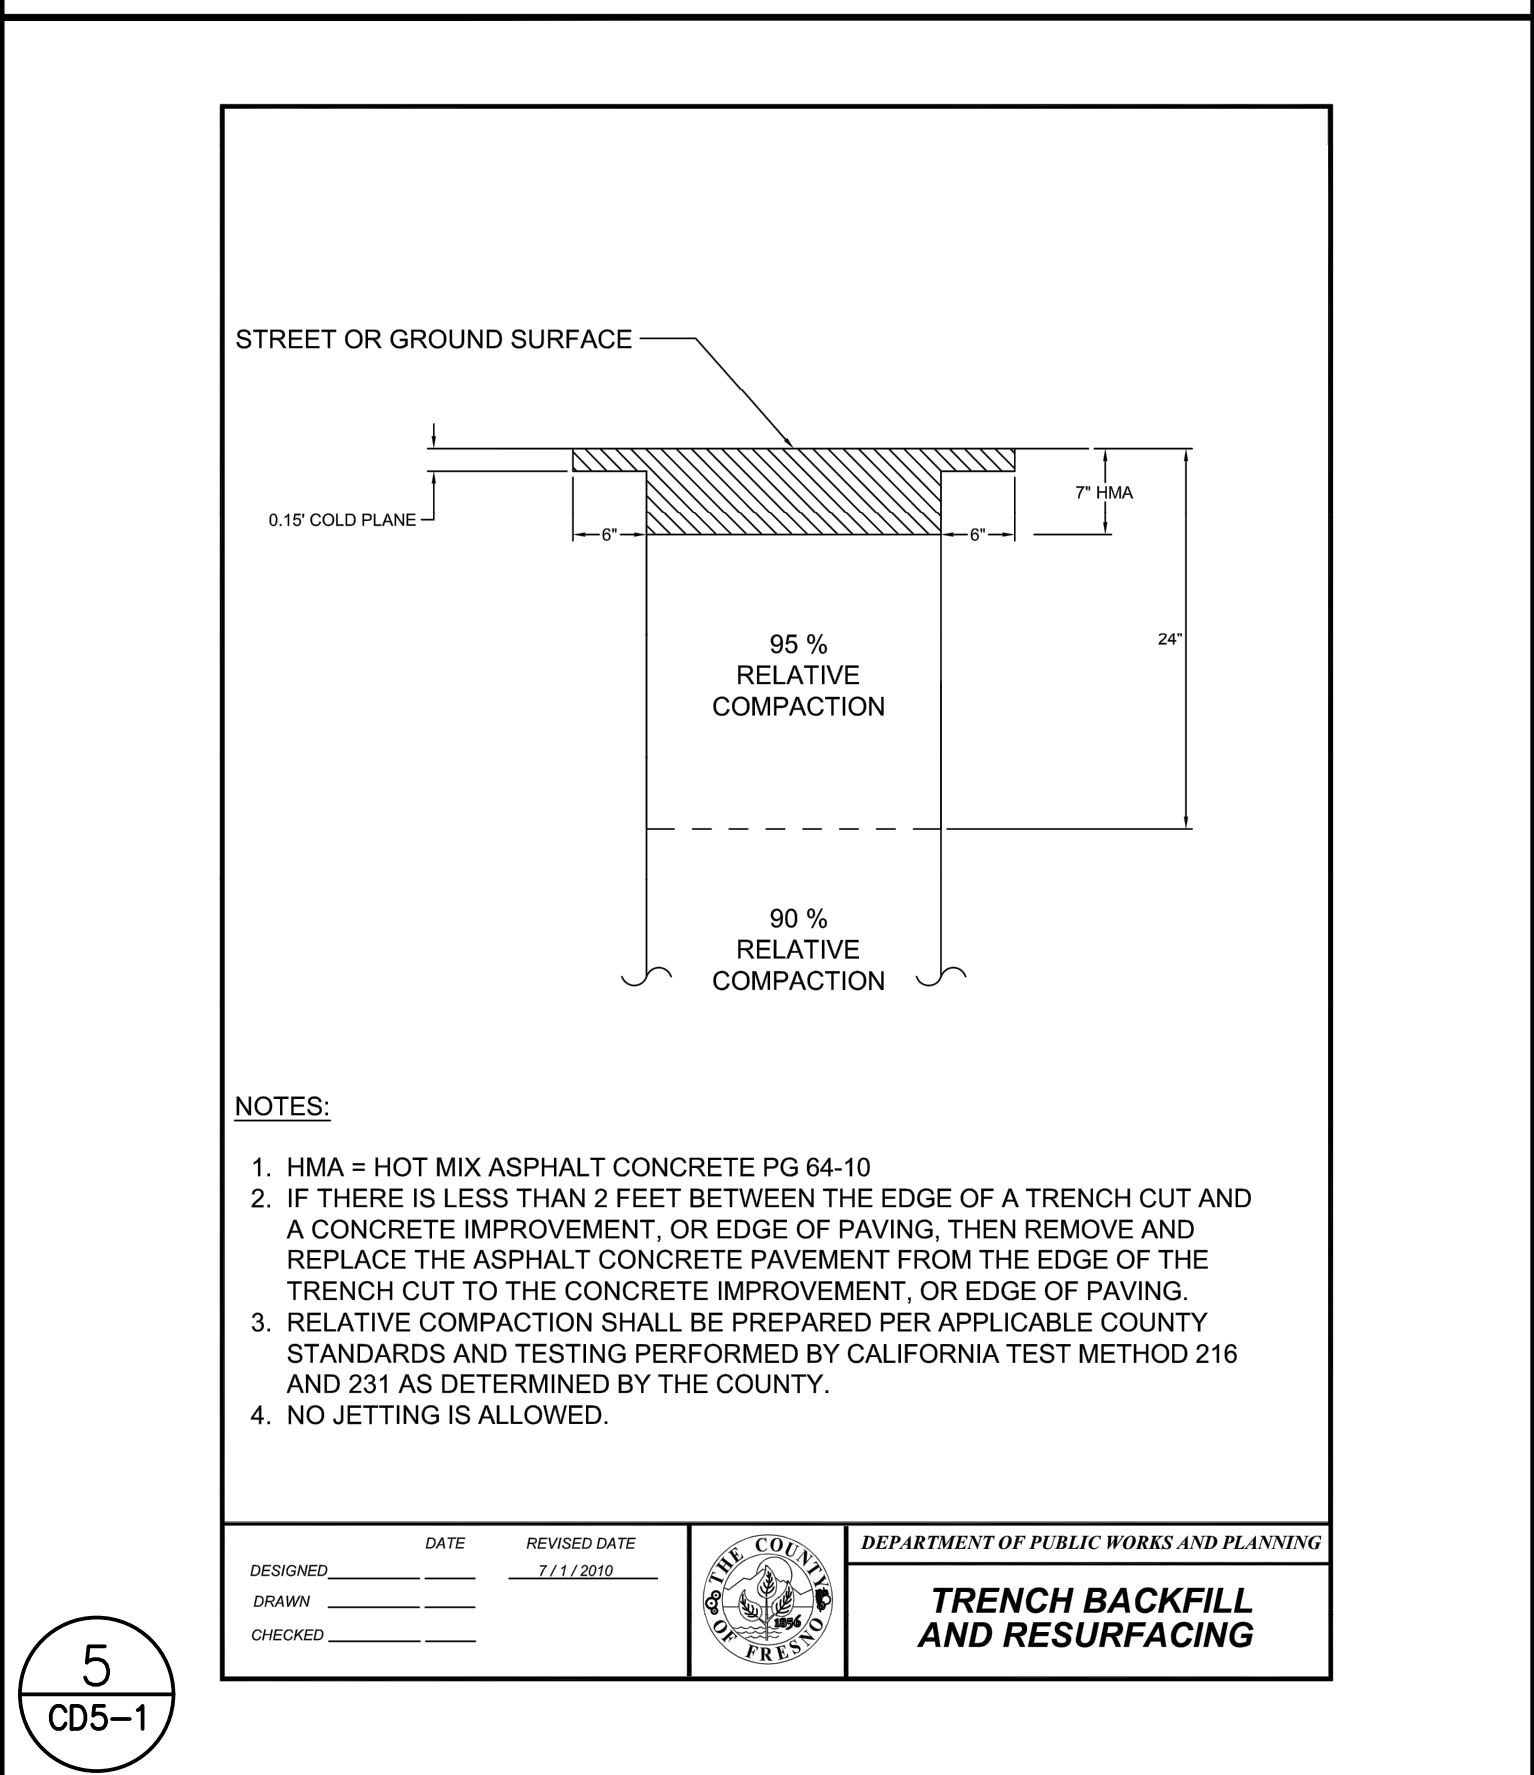 STREET OR GROUND SURFACE
0.15' COLD PLANE
6"
6"
7" HMA
24"
95 %
RELATIVE
COMPACTION
90 %
RELATIVE
COMPACTION
NOTES:
1. HMA = HOT MIX ASPHALT CONCRETE PG 64-10
2. IF THERE IS LESS THAN 2 FEET BETWEEN THE EDGE OF A TRENCH CUT AND
A CONCRETE IMPROVEMENT, OR EDGE OF PAVING, THEN REMOVE AND
REPLACE THE ASPHALT CONCRETE PAVEMENT FROM THE EDGE OF THE
TRENCH CUT TO THE CONCRETE IMPROVEMENT, OR EDGE OF PAVING.
3. RELATIVE COMPACTION SHALL BE PREPARED PER APPLICABLE COUNTY
STANDARDS AND TESTING PERFORMED BY CALIFORNIA TEST METHOD 216
AND 231 AS DETERMINED BY THE COUNTY.
4. NO JETTING IS ALLOWED.
DATE REVISED DATE
DESIGNED 7 / 1 / 2010
DRAWN
CHECKED
THE COUNTY
OF FRESNO
1856
DEPARTMENT OF PUBLIC WORKS AND PLANNING
TRENCH BACKFILL
AND RESURFACING
5
CD5-1